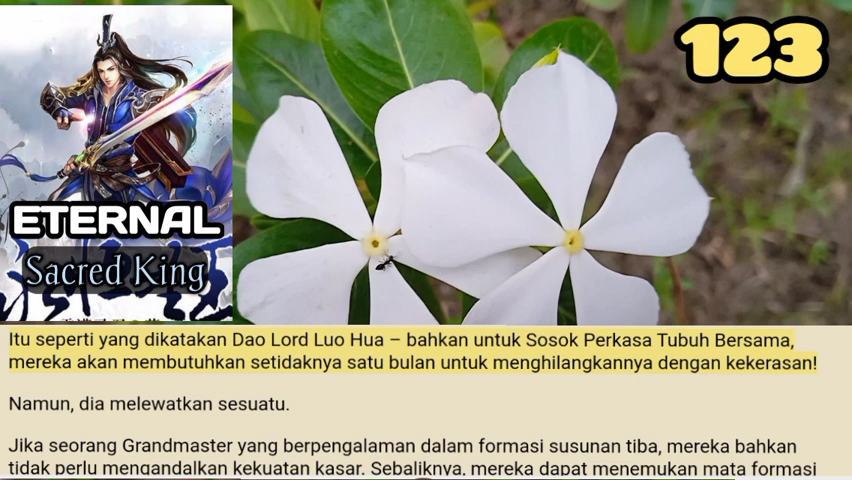 123
ETERNAL
Sacred King
Itu seperti yang dikatakan Dao Lord Luo Hua – bahkan untuk Sosok Perkasa Tubuh Bersama,
mereka akan membutuhkan setidaknya satu bulan untuk menghilangkannya dengan kekerasan!
Namun, dia melewatkan sesuatu.
Jika seorang Grandmaster yang berpengalaman dalam formasi susunan tiba, mereka bahkan
tidak perlu mengandalkan kekuatan kasar. Sebaliknya, mereka dapat menemukan mata formasi